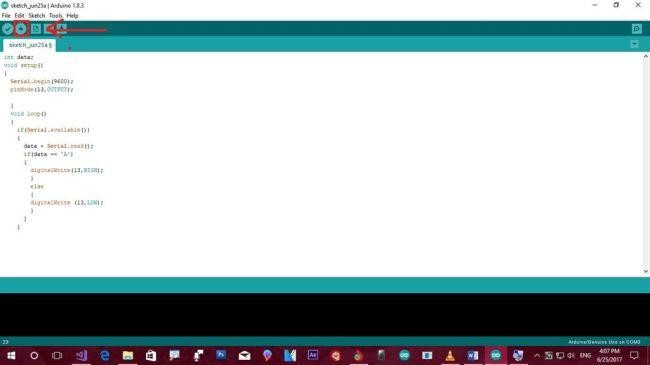 sketch_jun25a | Arduino 1.8.3
File Edit Sketch Tools Help
sketch_jun25a §
int data;
void setup()
{
Serial.begin(9600);
pinMode(13,OUTPUT);
}
void loop()
{
if(Serial.available())
{
data = Serial.read();
if(data == 'A')
{
digitalWrite(13,HIGH);
}
else
{
digitalWrite (13,LOW);
}
}
}
23
Arduino/Genuino Uno on COM3
Ps
Ae
W
ENG
4:07 PM
6/25/2017